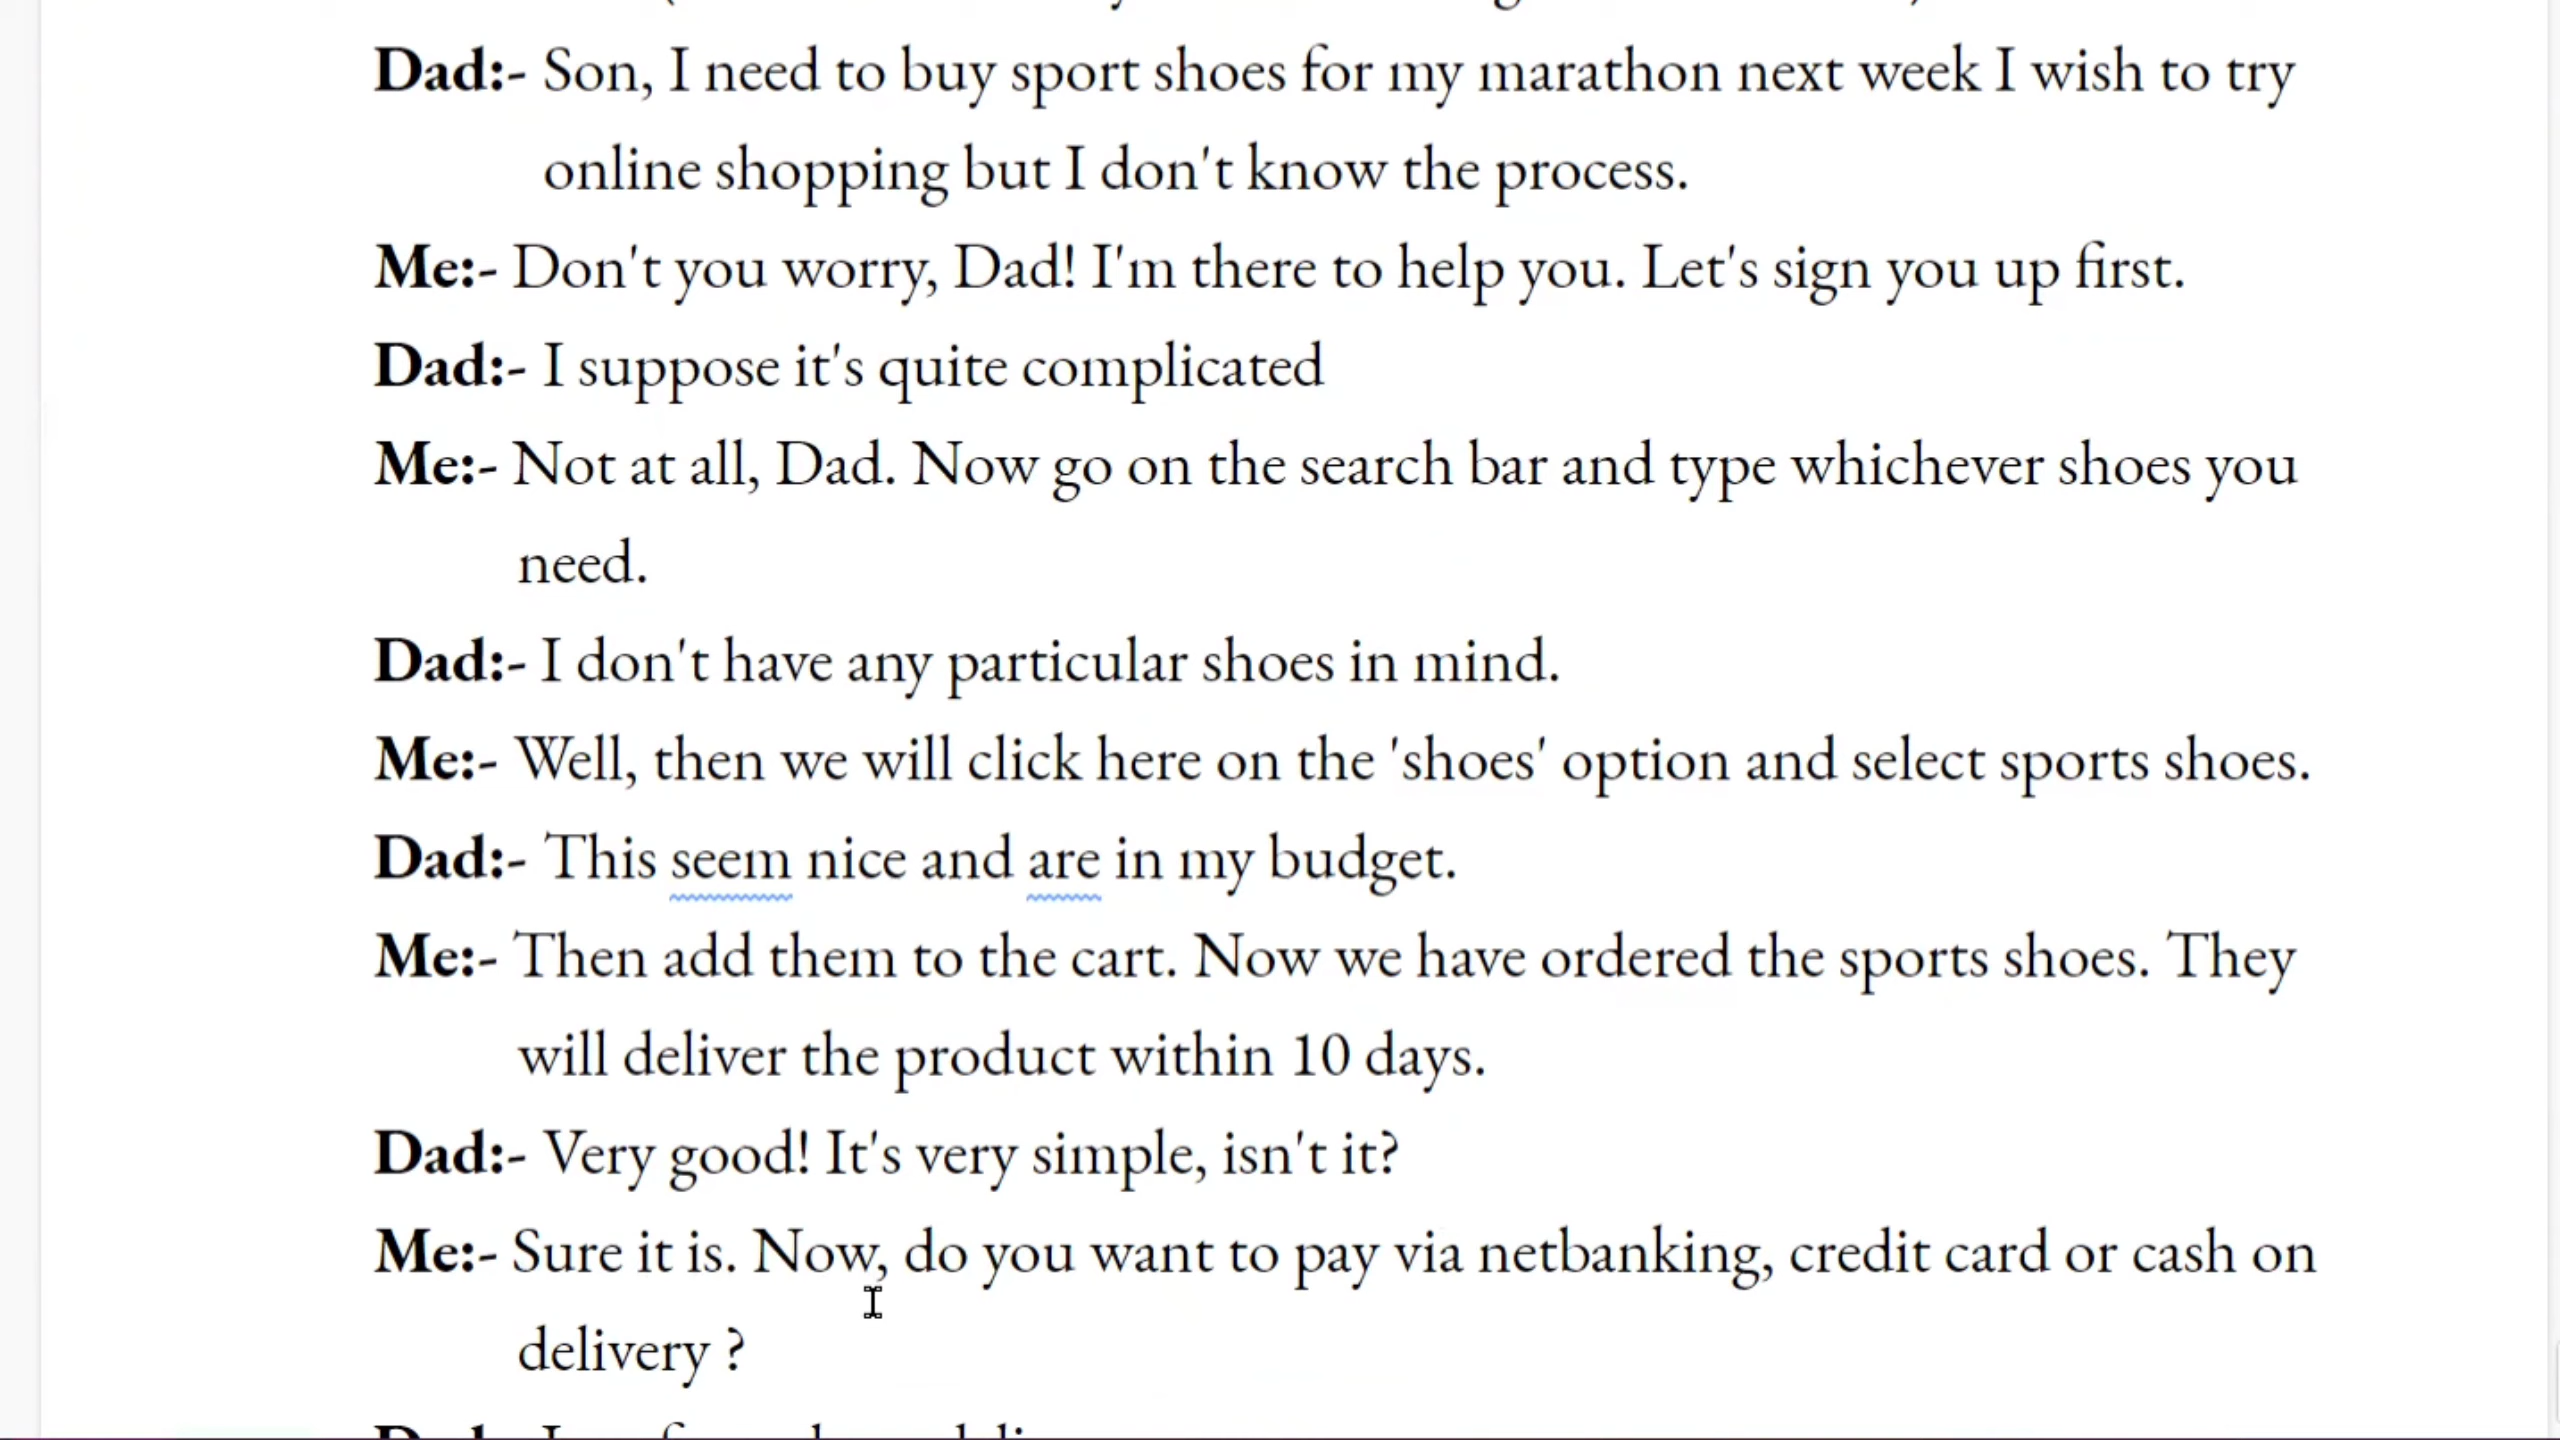 Dad:- Son, I need to buy sport shoes for my marathon next week I wish to try
online shopping but I don't know the process.
Me:- Don't you worry, Dad! I'm there to help you. Let's sign you up first.
Dad:- I suppose it's quite complicated
Me:- Not at all, Dad. Now go on the search bar and type whichever shoes you
need.
Dad:- I don't have any particular shoes in mind.
Me:- Well, then we will click here on the 'shoes' option and select sports shoes.
Dad:- This seem nice and are in my budget.
Me:- Then add them to the cart. Now we have ordered the sports shoes. They
will deliver the product within 10 days.
Dad:- Very good! It's very simple, isn't it?
Me:- Sure it is. Now, do you want to pay via netbanking, credit card or cash on
delivery ?